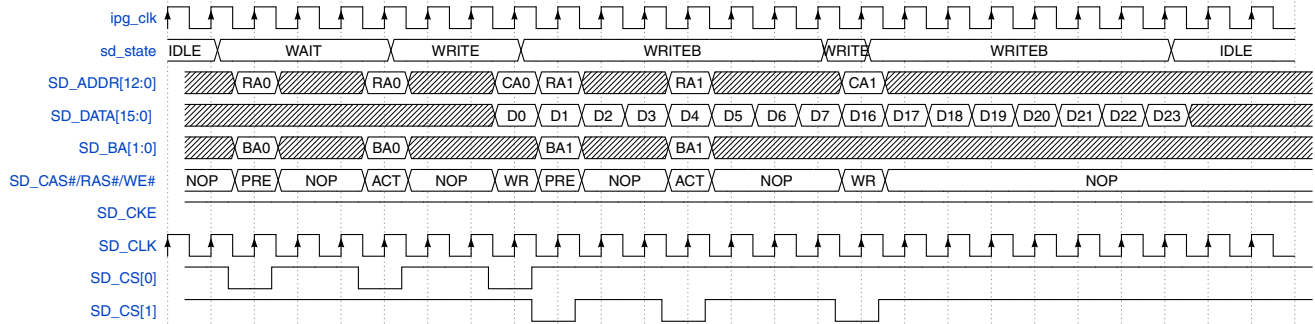 ipg_clk
sd_state IDLE WAIT WRITE WRITEB WRITE WRITEB IDLE
SD_ADDR[12:0] RA0 RA0 CA0 RA1 RA1 CA1
SD_DATA[15:0] D0 D1 D2 D3 D4 D5 D6 D7 D16 D17 D18 D19 D20 D21 D22 D23
SD_BA[1:0] BA0 BA0 BA1 BA1
SD_CAS#/RAS#/WE# NOP PRE NOP ACT NOP WR PRE NOP ACT NOP WR NOP
SD_CKE
SD_CLK
SD_CS[0]
SD_CS[1]